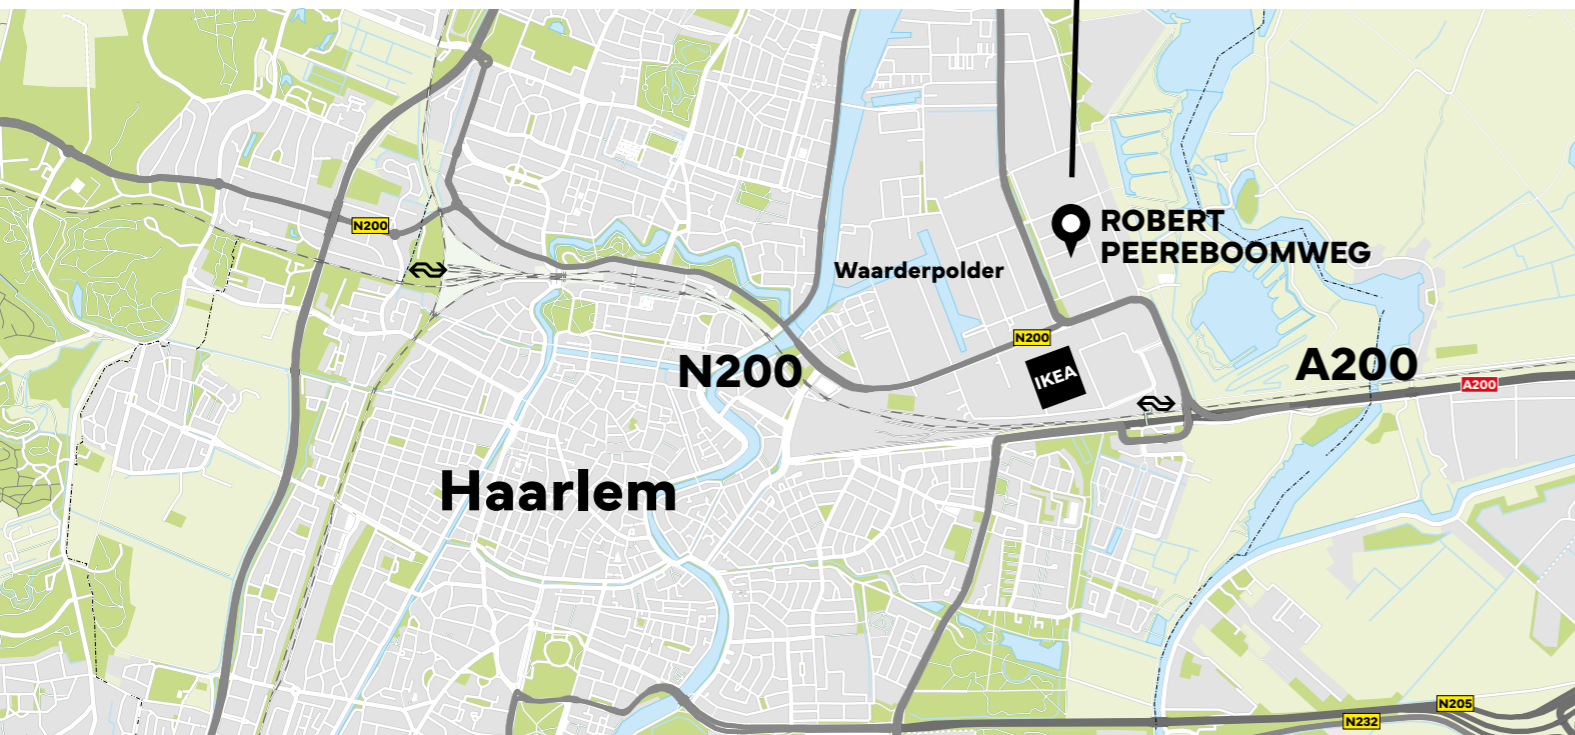 ROBERT
PEEREBOOMWEG
N200
Waarderpolder
N200
N200
IKEA
A200
A200
Haarlem
N205
N232